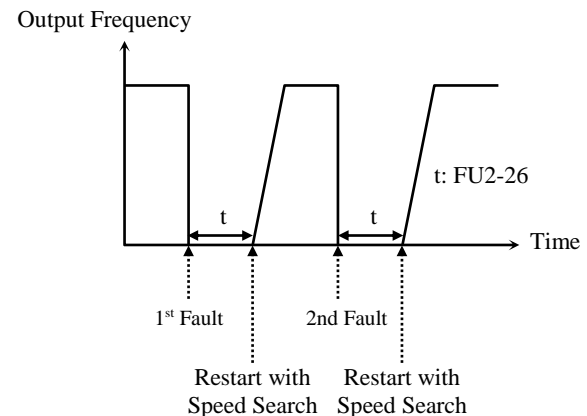 Output Frequency
t: FU2-26
t
t
Time
1st Fault
2nd Fault
Restart with
Speed Search
Restart with
Speed Search